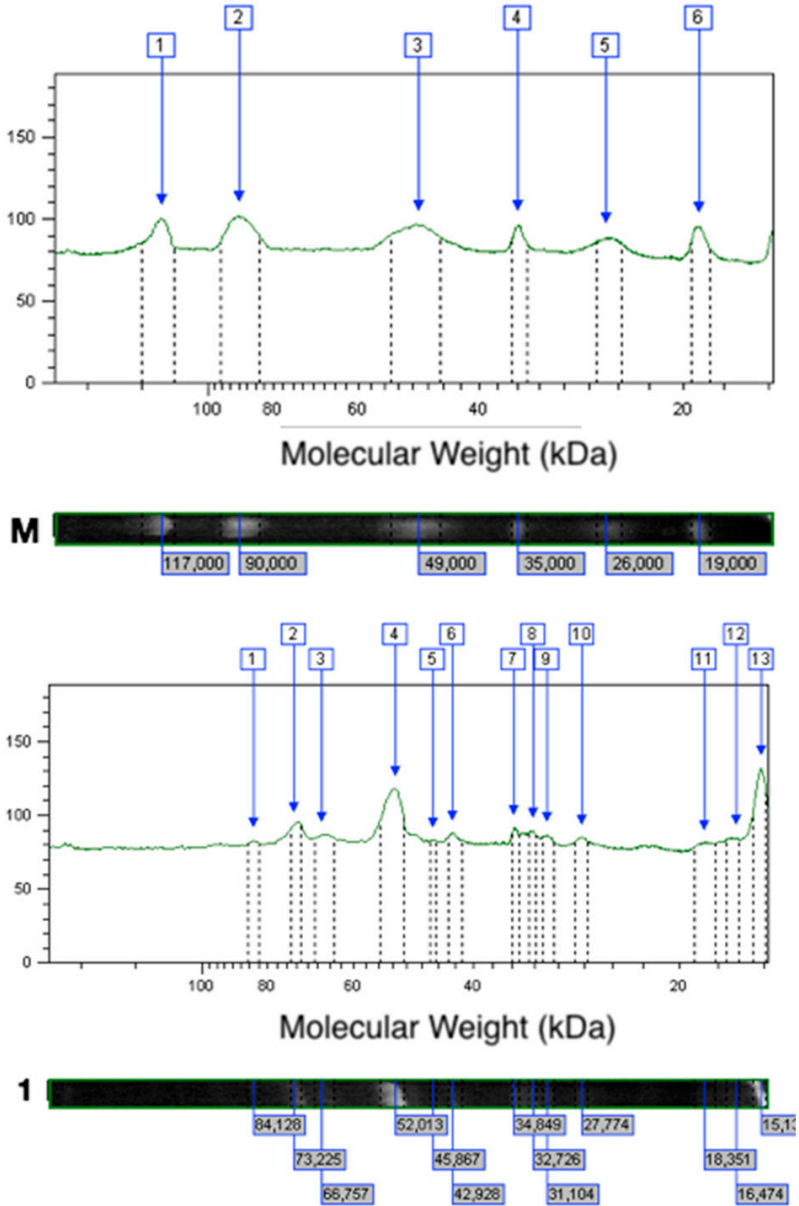 1 2 3 4 5 6
150
100
50
0
100 80 60 40 20
Molecular Weight (kDa)
M
117,000 90,000 49,000 35,000 26,000 19,000
2 4 6 8 10 12
1 3 5 7 9 11 13
150
100
50
0
100 80 60 40 20
Molecular Weight (kDa)
1
84,128 52,013 34,849 27,774 15,13
73,225 45,867 32,726 18,351
66,757 42,928 31,104 16,474